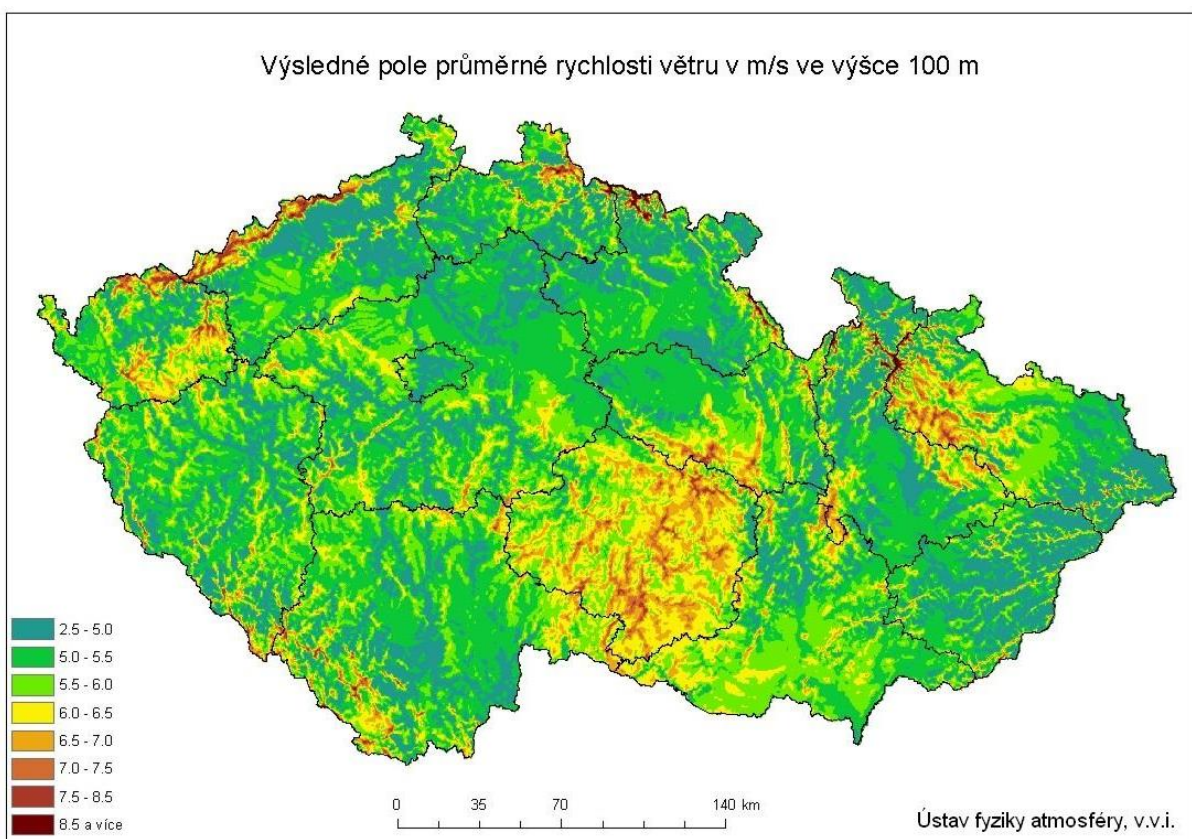 Výsledné pole průměrné rychlosti větru v m/s ve výšce 100 m
2.5 - 5.0
5.0 - 5.5
5.5 - 6.0
6.0 - 6.5
6.5 - 7.0
7.0 - 7.5
7.5 - 8.5
8.5 a více
0 35 70 140 km
Ústav fyziky atmosféry, v.v.i.